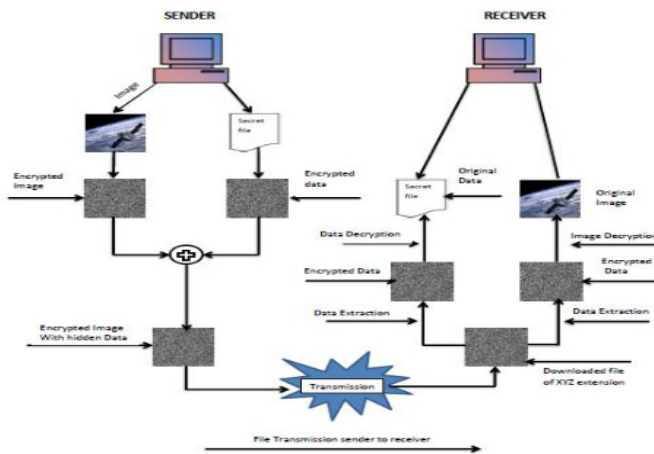 SENDER
RECEIVER
Image
Secret
file
Encrypted
Image
Encrypted
data
Secret
file
Original
Data
Original
Image
Data Decryption
Image Decryption
Encrypted Data
Encrypted
Data
Data Extraction
Data Extraction
Encrypted Image
With hidden Data
Transmission
Downloaded file
of XYZ extension
File Transmission sender to receiver